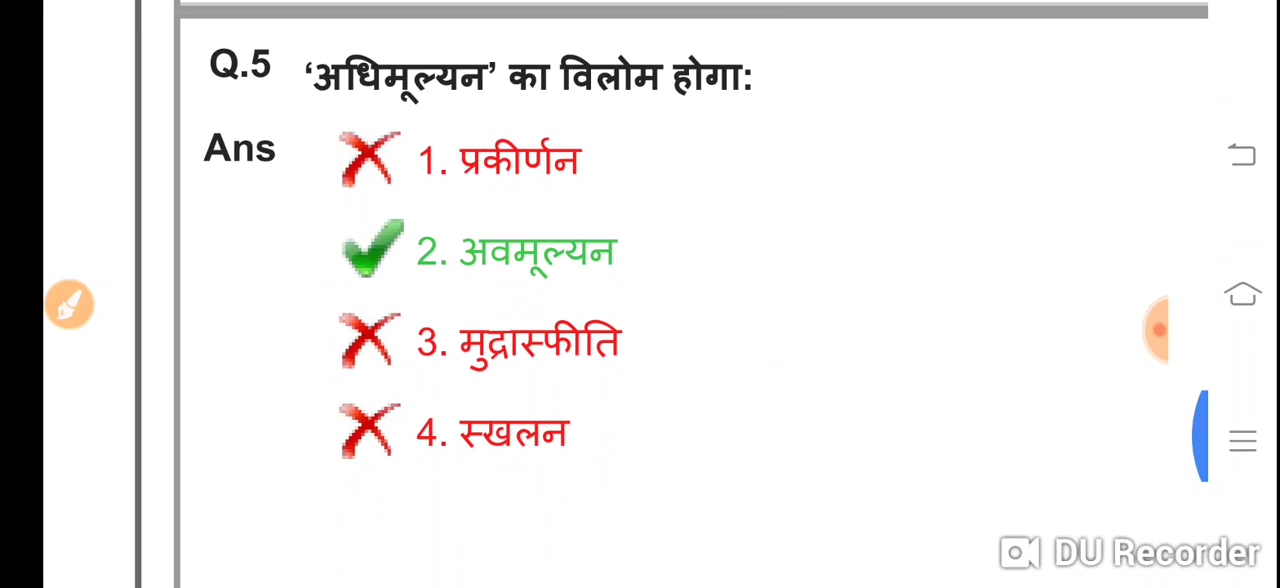 Q.5 ‘अधिमूल्यन’ का विलोम होगा:
Ans 1. प्रकीर्णन
2. अवमूल्यन
3. मुद्रास्फीति
4. स्खलन
DU Recorder